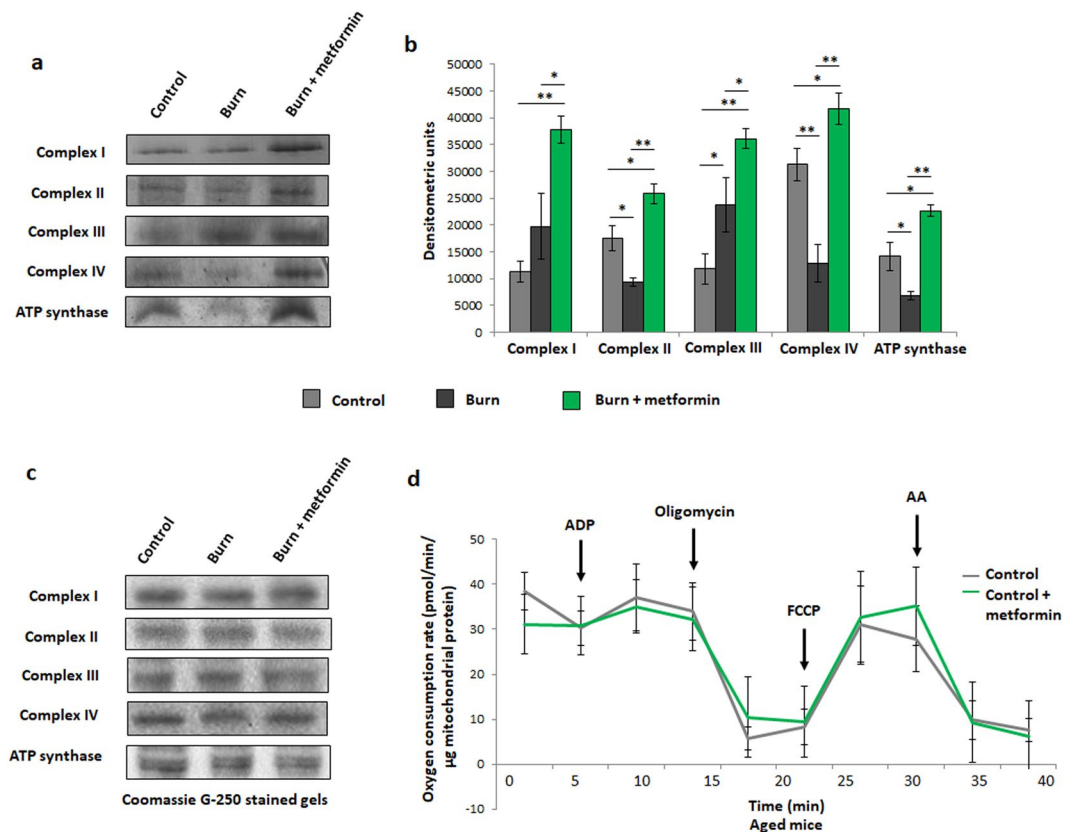 a
Control
Burn
Burn + metformin
Complex I
Complex II
Complex III
Complex IV
ATP synthase
b
Densitometric units
50000
45000
40000
35000
30000
25000
20000
15000
10000
5000
0
*
**
**
*
*
*
**
*
**
*
**
**
*
*
Complex I
Complex II
Complex III
Complex IV
ATP synthase
Control
Burn
Burn + metformin
c
Control
Burn
Burn + metformin
Complex I
Complex II
Complex III
Complex IV
ATP synthase
Coomassie G-250 stained gels
d
Oxygen consumption rate (pmol/min/
µg mitochondrial protein)
50
40
30
20
10
0
-10
ADP
Oligomycin
FCCP
AA
Control
Control +
metformin
0 5 10 15 20 25 30 35 40
Time (min)
Aged mice